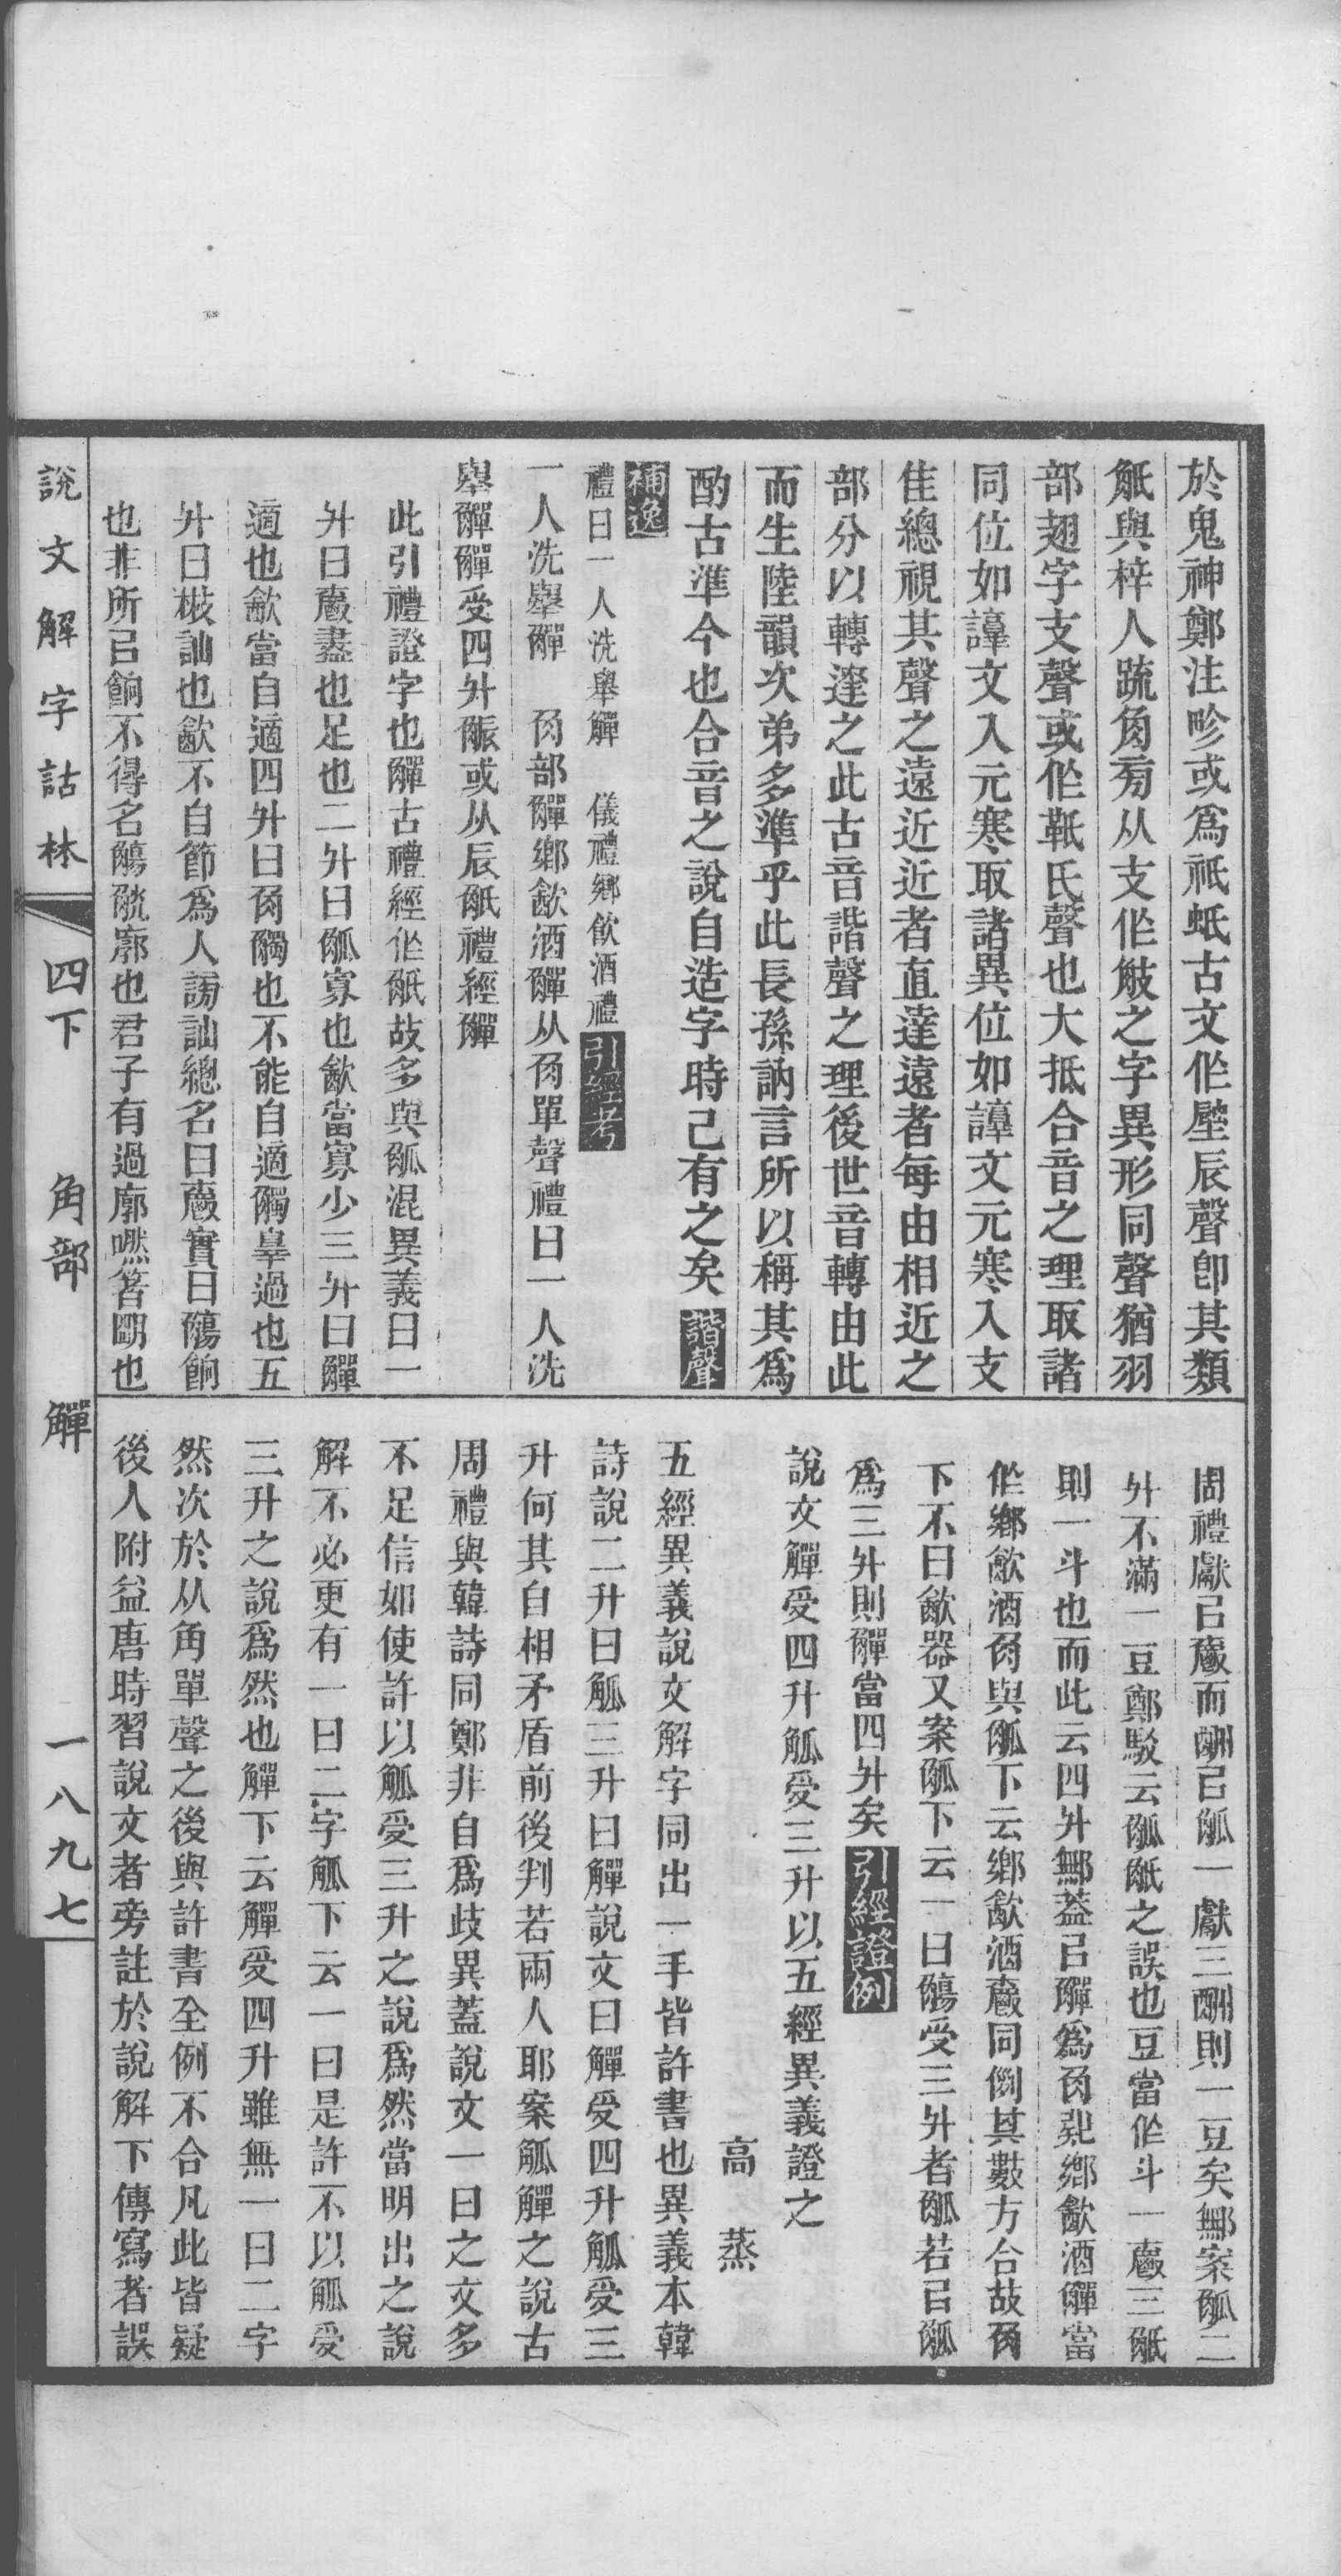 於鬼神鄭注畛或爲祇蚔古文作䘒辰聲卽其類
觝與梓人疏角旁从支作䚨之字異形同聲猶羽
部翅字支聲或作䎶氏聲也大抵合音之理取諸
同位如諄文入元寒取諸異位如諄文元寒入支
佳總視其聲之遠近近者直達遠者每由相近之
部分以轉達之此古音諧聲之理後世音轉由此
而生陸韻次弟多準乎此長孫訥言所以稱其爲
酌古準今也合音之說自造字時已有之矣 諧聲
補逸
禮曰一人洗舉觶 儀禮鄉飲酒禮 引經考
一人洗舉觶 角部觶鄉歙酒觶从角單聲禮曰一人洗
舉觶觶受四升䚈或从辰觗禮經觶
此引禮證字也觶古禮經作觗故多與觚混異義曰一
升曰爵盡也足也二升曰觚寡也歙當寡少三升曰觶
適也歙當自適四升曰角觸也不能自適觸辠過也五
升曰散訕也歙不自節爲人謗訕總名曰爵實曰觴餉
也非所㠯餉不得名觴觥廓也君子有過廓㬗箸朙也
周禮獻㠯爵而酬㠯觚一獻三酬則一豆矣鄦案觚二
升不滿一豆鄭駁云觚觗之誤也豆當作斗一爵三觗
則一斗也而此云四升鄦葢㠯觶爲角㒳鄉歙酒觶當
作鄉歙酒角與觚下云鄉歙酒爵同例其數方合故角
下不曰歙器又案觚下云一曰觴受三升者觚若㠯觚
爲三升則觶當四升矣 引經證例
說文觶受四升觚受三升以五經異義證之
高 蒸
五經異義說文解字同出一手皆許書也異義本韓
詩說二升曰觚三升曰觶說文曰觶受四升觚受三
升何其自相矛盾前後判若兩人耶案觚觶之說古
周禮與韓詩同鄭非自爲歧異蓋說文一曰之文多
不足信如使許以觚受三升之說爲然當明出之說
解不必更有一曰二字觚下云一曰是許不以觚受
三升之說爲然也觶下云觶受四升雖無一曰二字
然次於从角單聲之後與許書全例不合凡此皆疑
後人附益唐時習說文者旁註於說解下傳寫者誤
說文解字詁林 四下 角部 觶 一八九七